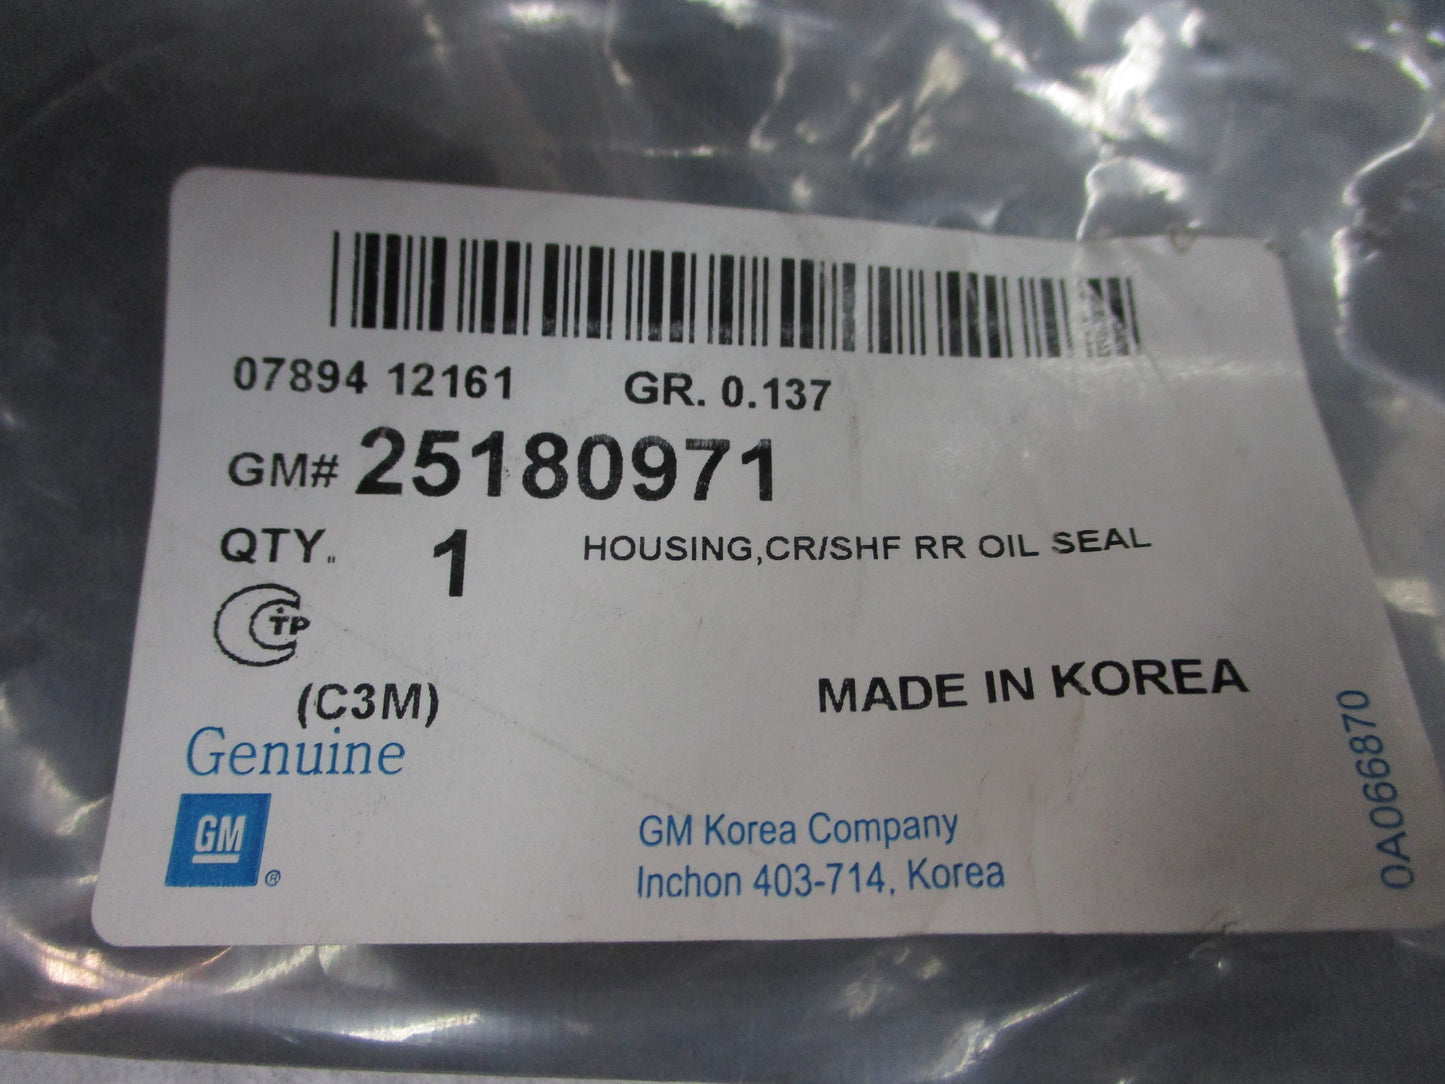 07894 12161 GR. 0.137
GM# 25180971
QTY. 1 HOUSING,CR/SHF RR OIL SEAL
(C3M)
MADE IN KOREA
Genuine
GM ®
GM Korea Company
Inchon 403-714, Korea
0A066870